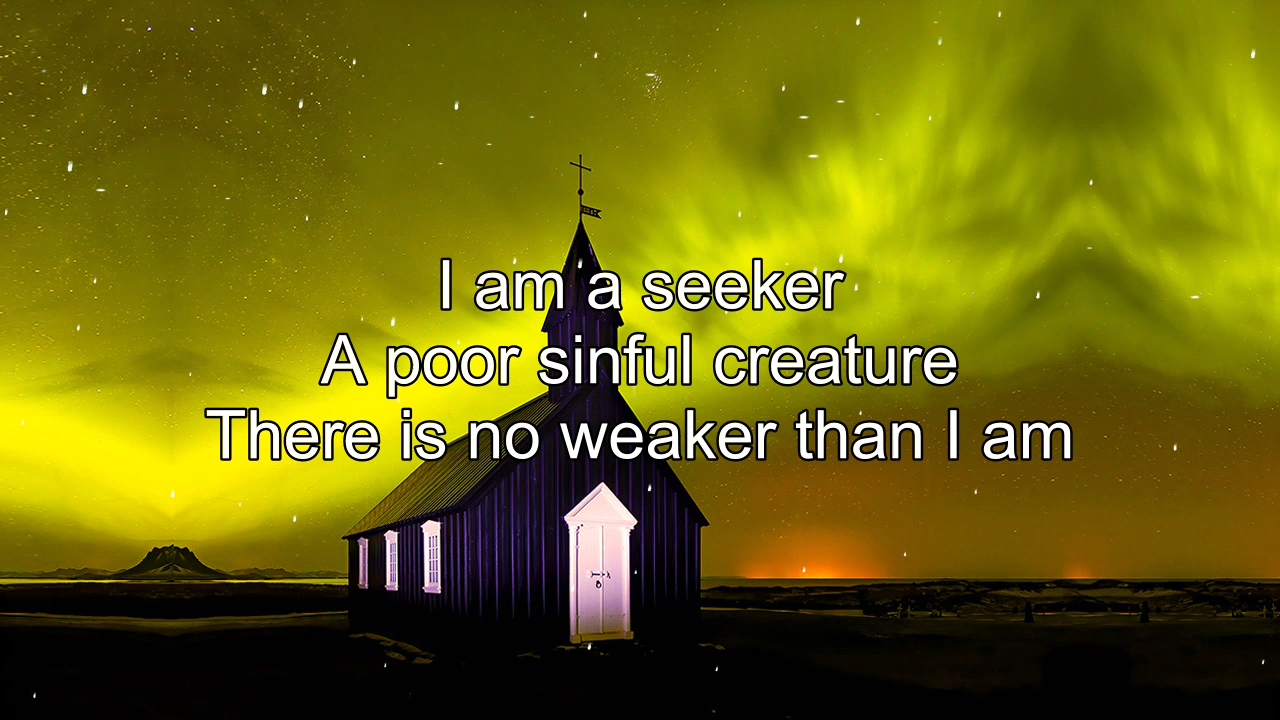 I am a seeker
A poor sinful creature
There is no weaker than I am